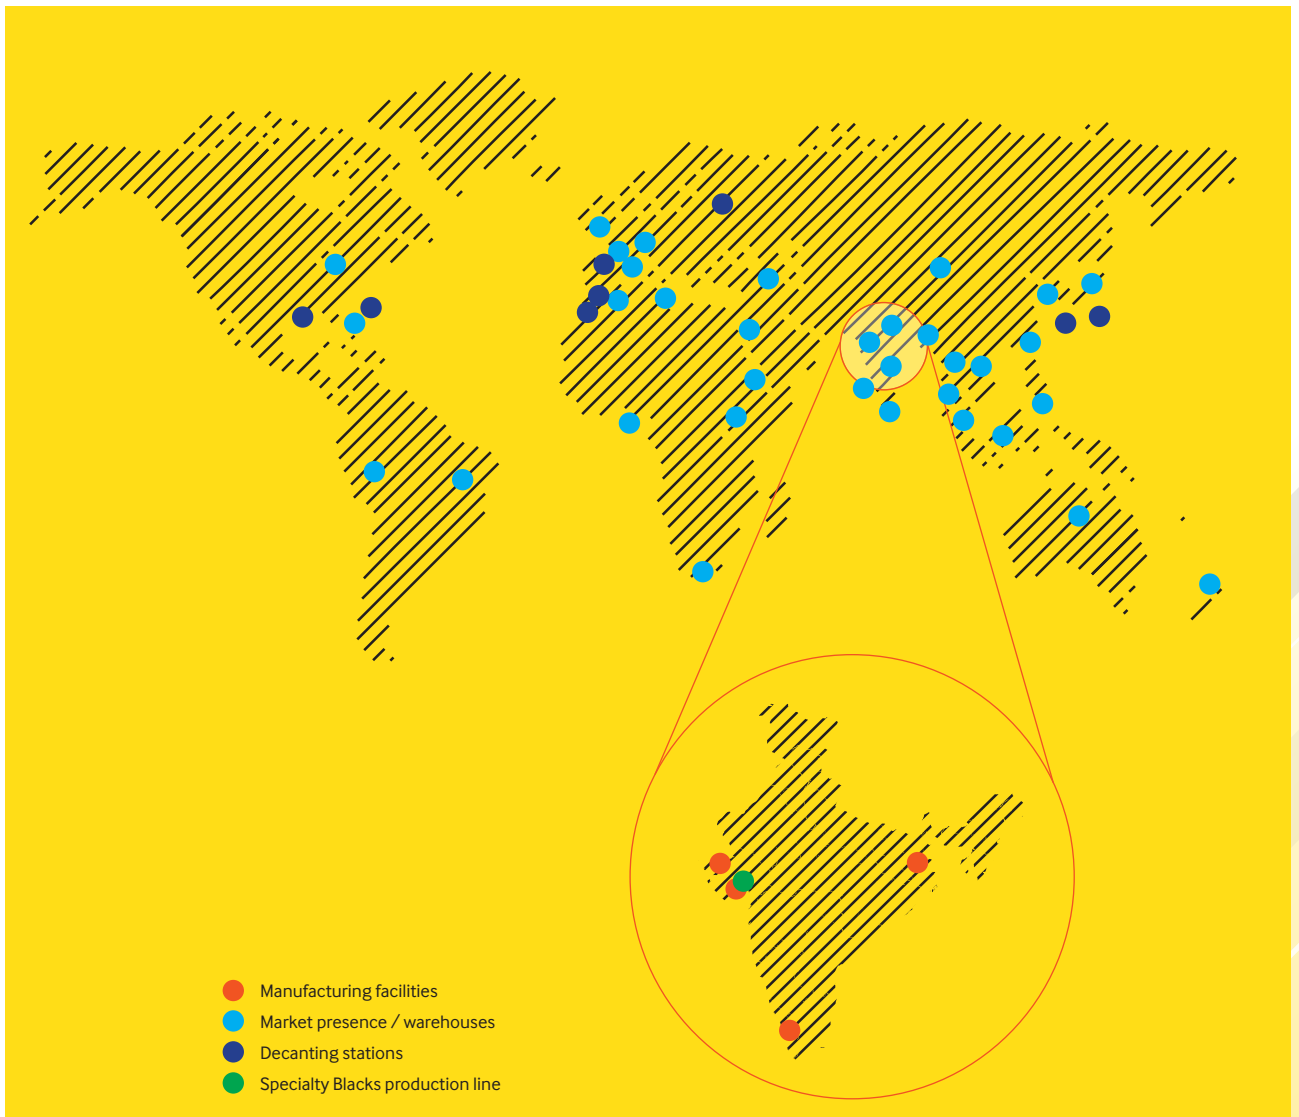 Manufacturing facilities
Market presence / warehouses
Decanting stations
Specialty Blacks production line